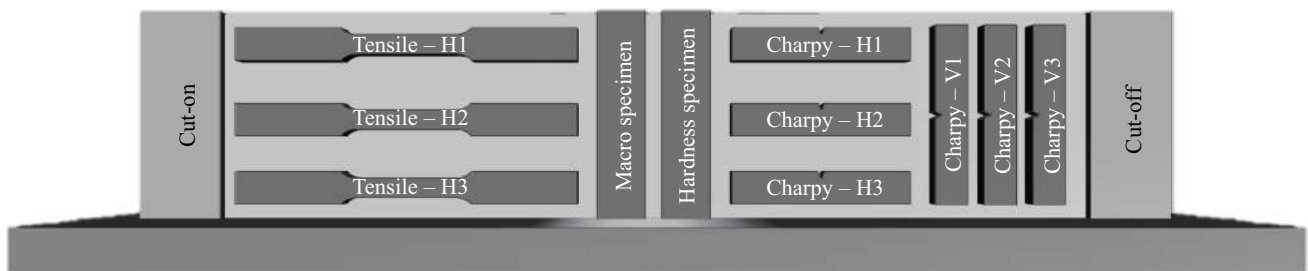 Cut-on
Tensile – H1
Tensile – H2
Tensile – H3
Macro specimen
Hardness specimen
Charpy – H1
Charpy – H2
Charpy – H3
Charpy – V1
Charpy – V2
Charpy – V3
Cut-off